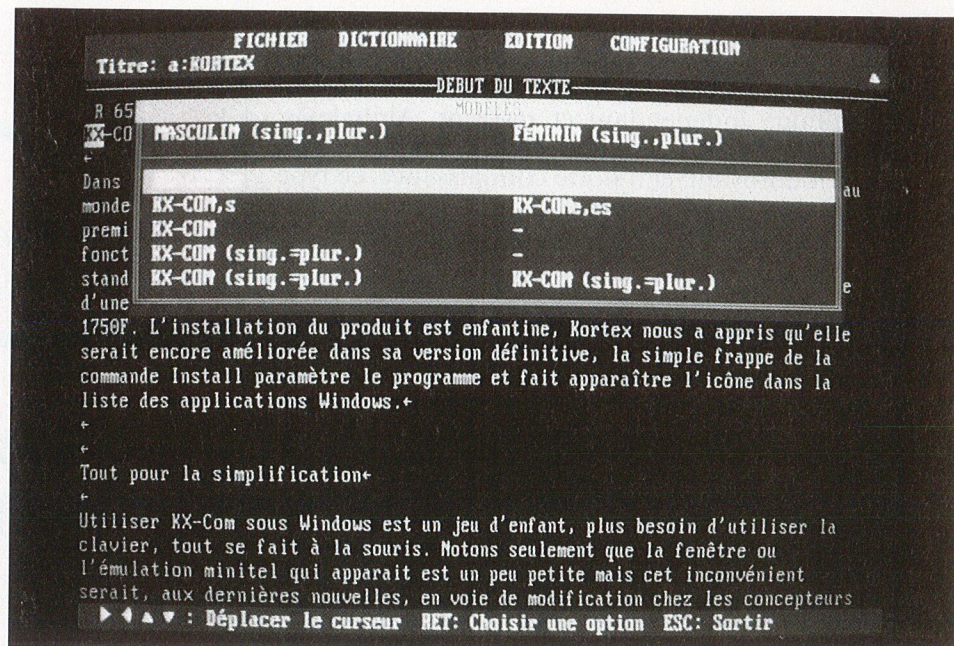 FICHIER DICTIONNAIRE EDITION CONFIGURATION
Titre: a:KORTEX
DEBUT DU TEXTE
R 65
MODELES
KX-CO
MASCULIN (sing.,plur.) FÉMININ (sing.,plur.)
←
Dans au
monde KX-COM,s KX-COMe,es
premi KX-COM -
fonct KX-COM (sing.=plur.) -
stand KX-COM (sing.=plur.) KX-COM (sing.=plur.) e
d'une
1750F. L'installation du produit est enfantine, Kortex nous a appris qu'elle
serait encore améliorée dans sa version définitive, la simple frappe de la
commande Install paramètre le programme et fait apparaître l'icône dans la
liste des applications Windows.←
←
←
Tout pour la simplification←
←
Utiliser KX-Com sous Windows est un jeu d'enfant, plus besoin d'utiliser la
clavier, tout se fait à la souris. Notons seulement que la fenêtre ou
l'émulation minitel qui apparait est un peu petite mais cet inconvénient
serait, aux dernières nouvelles, en voie de modification chez les concepteurs
: Déplacer le curseur RET: Choisir une option ESC: Sortir